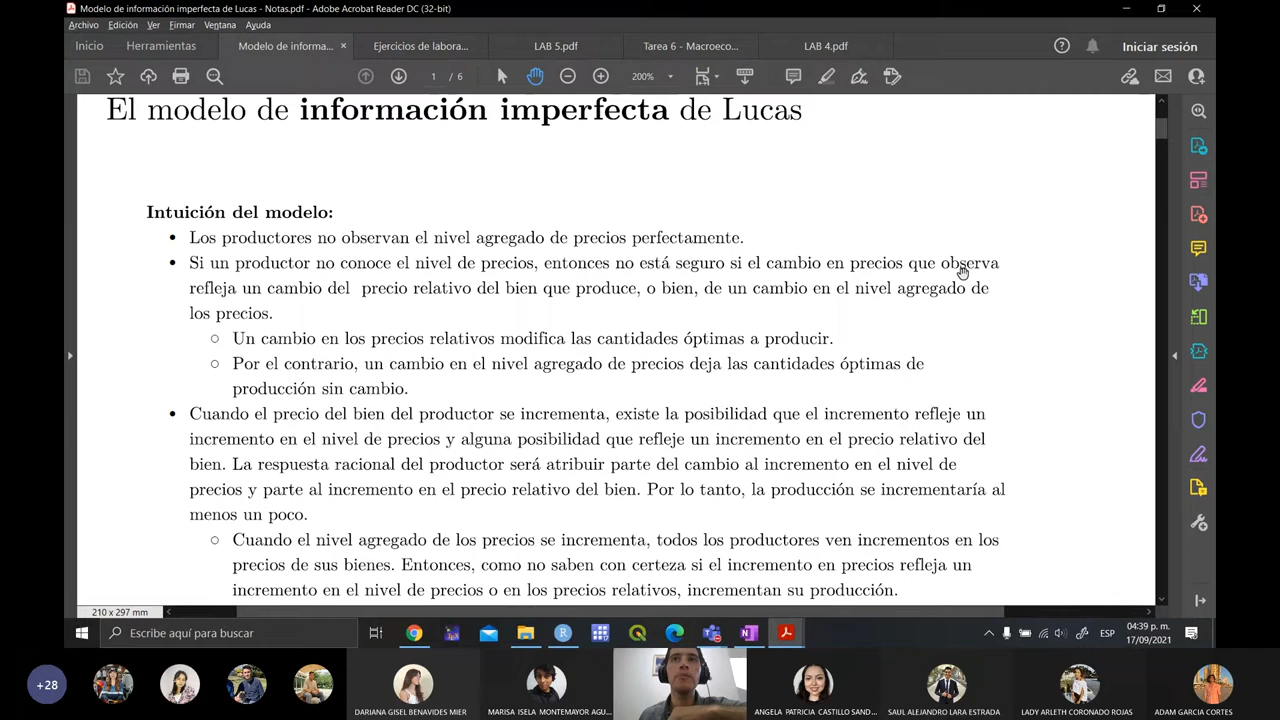 Modelo de información imperfecta de Lucas - Notas.pdf - Adobe Acrobat Reader DC (32-bit)
Archivo Edición Ver Firmar Ventana Ayuda
Inicio Herramientas Modelo de informa... × Ejercicios de labora... LAB 5.pdf Tarea 6 - Macroeco... LAB 4.pdf Iniciar sesión
1 / 6 200%
El modelo de información imperfecta de Lucas
Intuición del modelo:
• Los productores no observan el nivel agregado de precios perfectamente.
• Si un productor no conoce el nivel de precios, entonces no está seguro si el cambio en precios que observa
refleja un cambio del precio relativo del bien que produce, o bien, de un cambio en el nivel agregado de
los precios.
○ Un cambio en los precios relativos modifica las cantidades óptimas a producir.
○ Por el contrario, un cambio en el nivel agregado de precios deja las cantidades óptimas de
producción sin cambio.
• Cuando el precio del bien del productor se incrementa, existe la posibilidad que el incremento refleje un
incremento en el nivel de precios y alguna posibilidad que refleje un incremento en el precio relativo del
bien. La respuesta racional del productor será atribuir parte del cambio al incremento en el nivel de
precios y parte al incremento en el precio relativo del bien. Por lo tanto, la producción se incrementaría al
menos un poco.
○ Cuando el nivel agregado de los precios se incrementa, todos los productores ven incrementos en los
precios de sus bienes. Entonces, como no saben con certeza si el incremento en precios refleja un
incremento en el nivel de precios o en los precios relativos, incrementan su producción.
210 x 297 mm
Escribe aquí para buscar
ESP
04:39 p. m.
17/09/2021
+28
DARIANA GISEL BENAVIDES MIER
MARISA ISELA MONTEMAYOR AGU...
ANGELA PATRICIA CASTILLO SAND...
SAUL ALEJANDRO LARA ESTRADA
LADY ARLETH CORONADO ROJAS
ADAM GARCIA CORTES